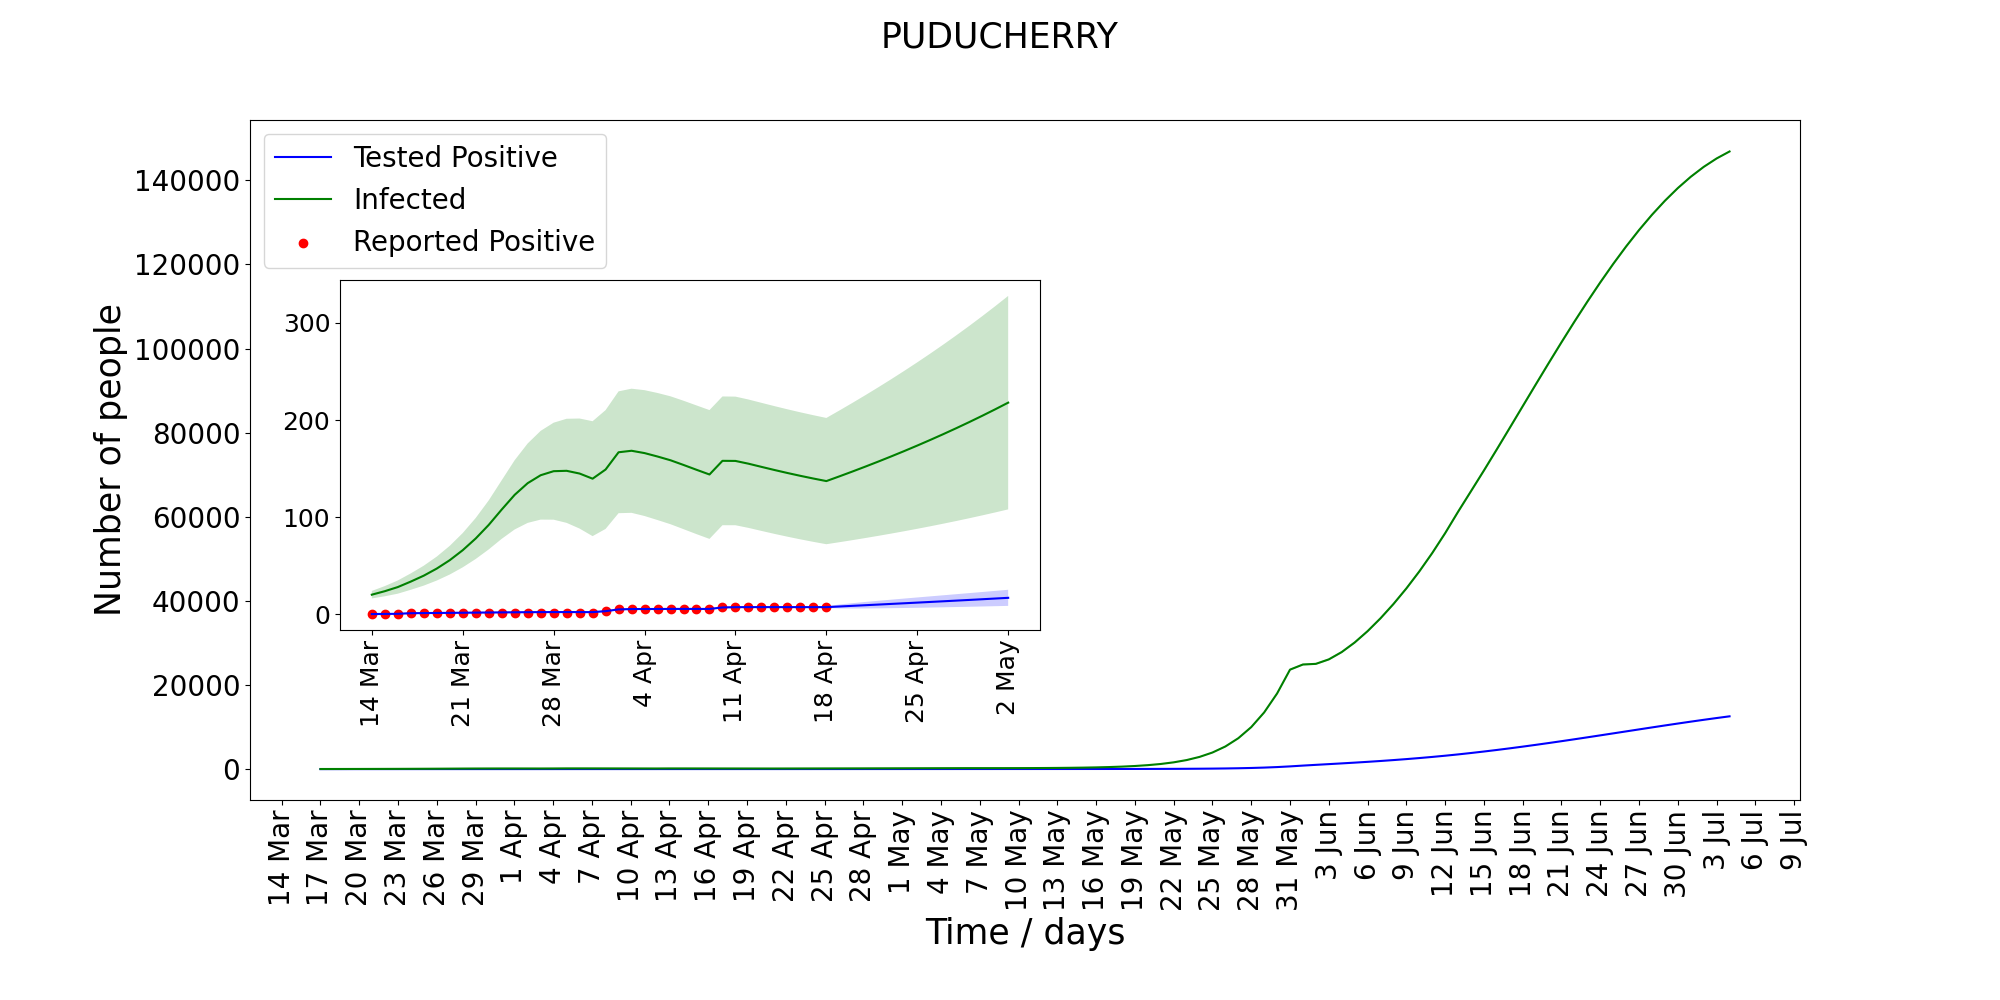 PUDUCHERRY
Tested Positive
Infected
Reported Positive
Number of people
140000
120000
100000
80000
60000
40000
20000
0
300
200
100
0
14 Mar
21 Mar
28 Mar
4 Apr
11 Apr
18 Apr
25 Apr
2 May
14 Mar
17 Mar
20 Mar
23 Mar
26 Mar
29 Mar
1 Apr
4 Apr
7 Apr
10 Apr
13 Apr
16 Apr
19 Apr
22 Apr
25 Apr
28 Apr
1 May
4 May
7 May
10 May
13 May
16 May
19 May
22 May
25 May
28 May
31 May
3 Jun
6 Jun
9 Jun
12 Jun
15 Jun
18 Jun
21 Jun
24 Jun
27 Jun
30 Jun
3 Jul
6 Jul
9 Jul
Time / days